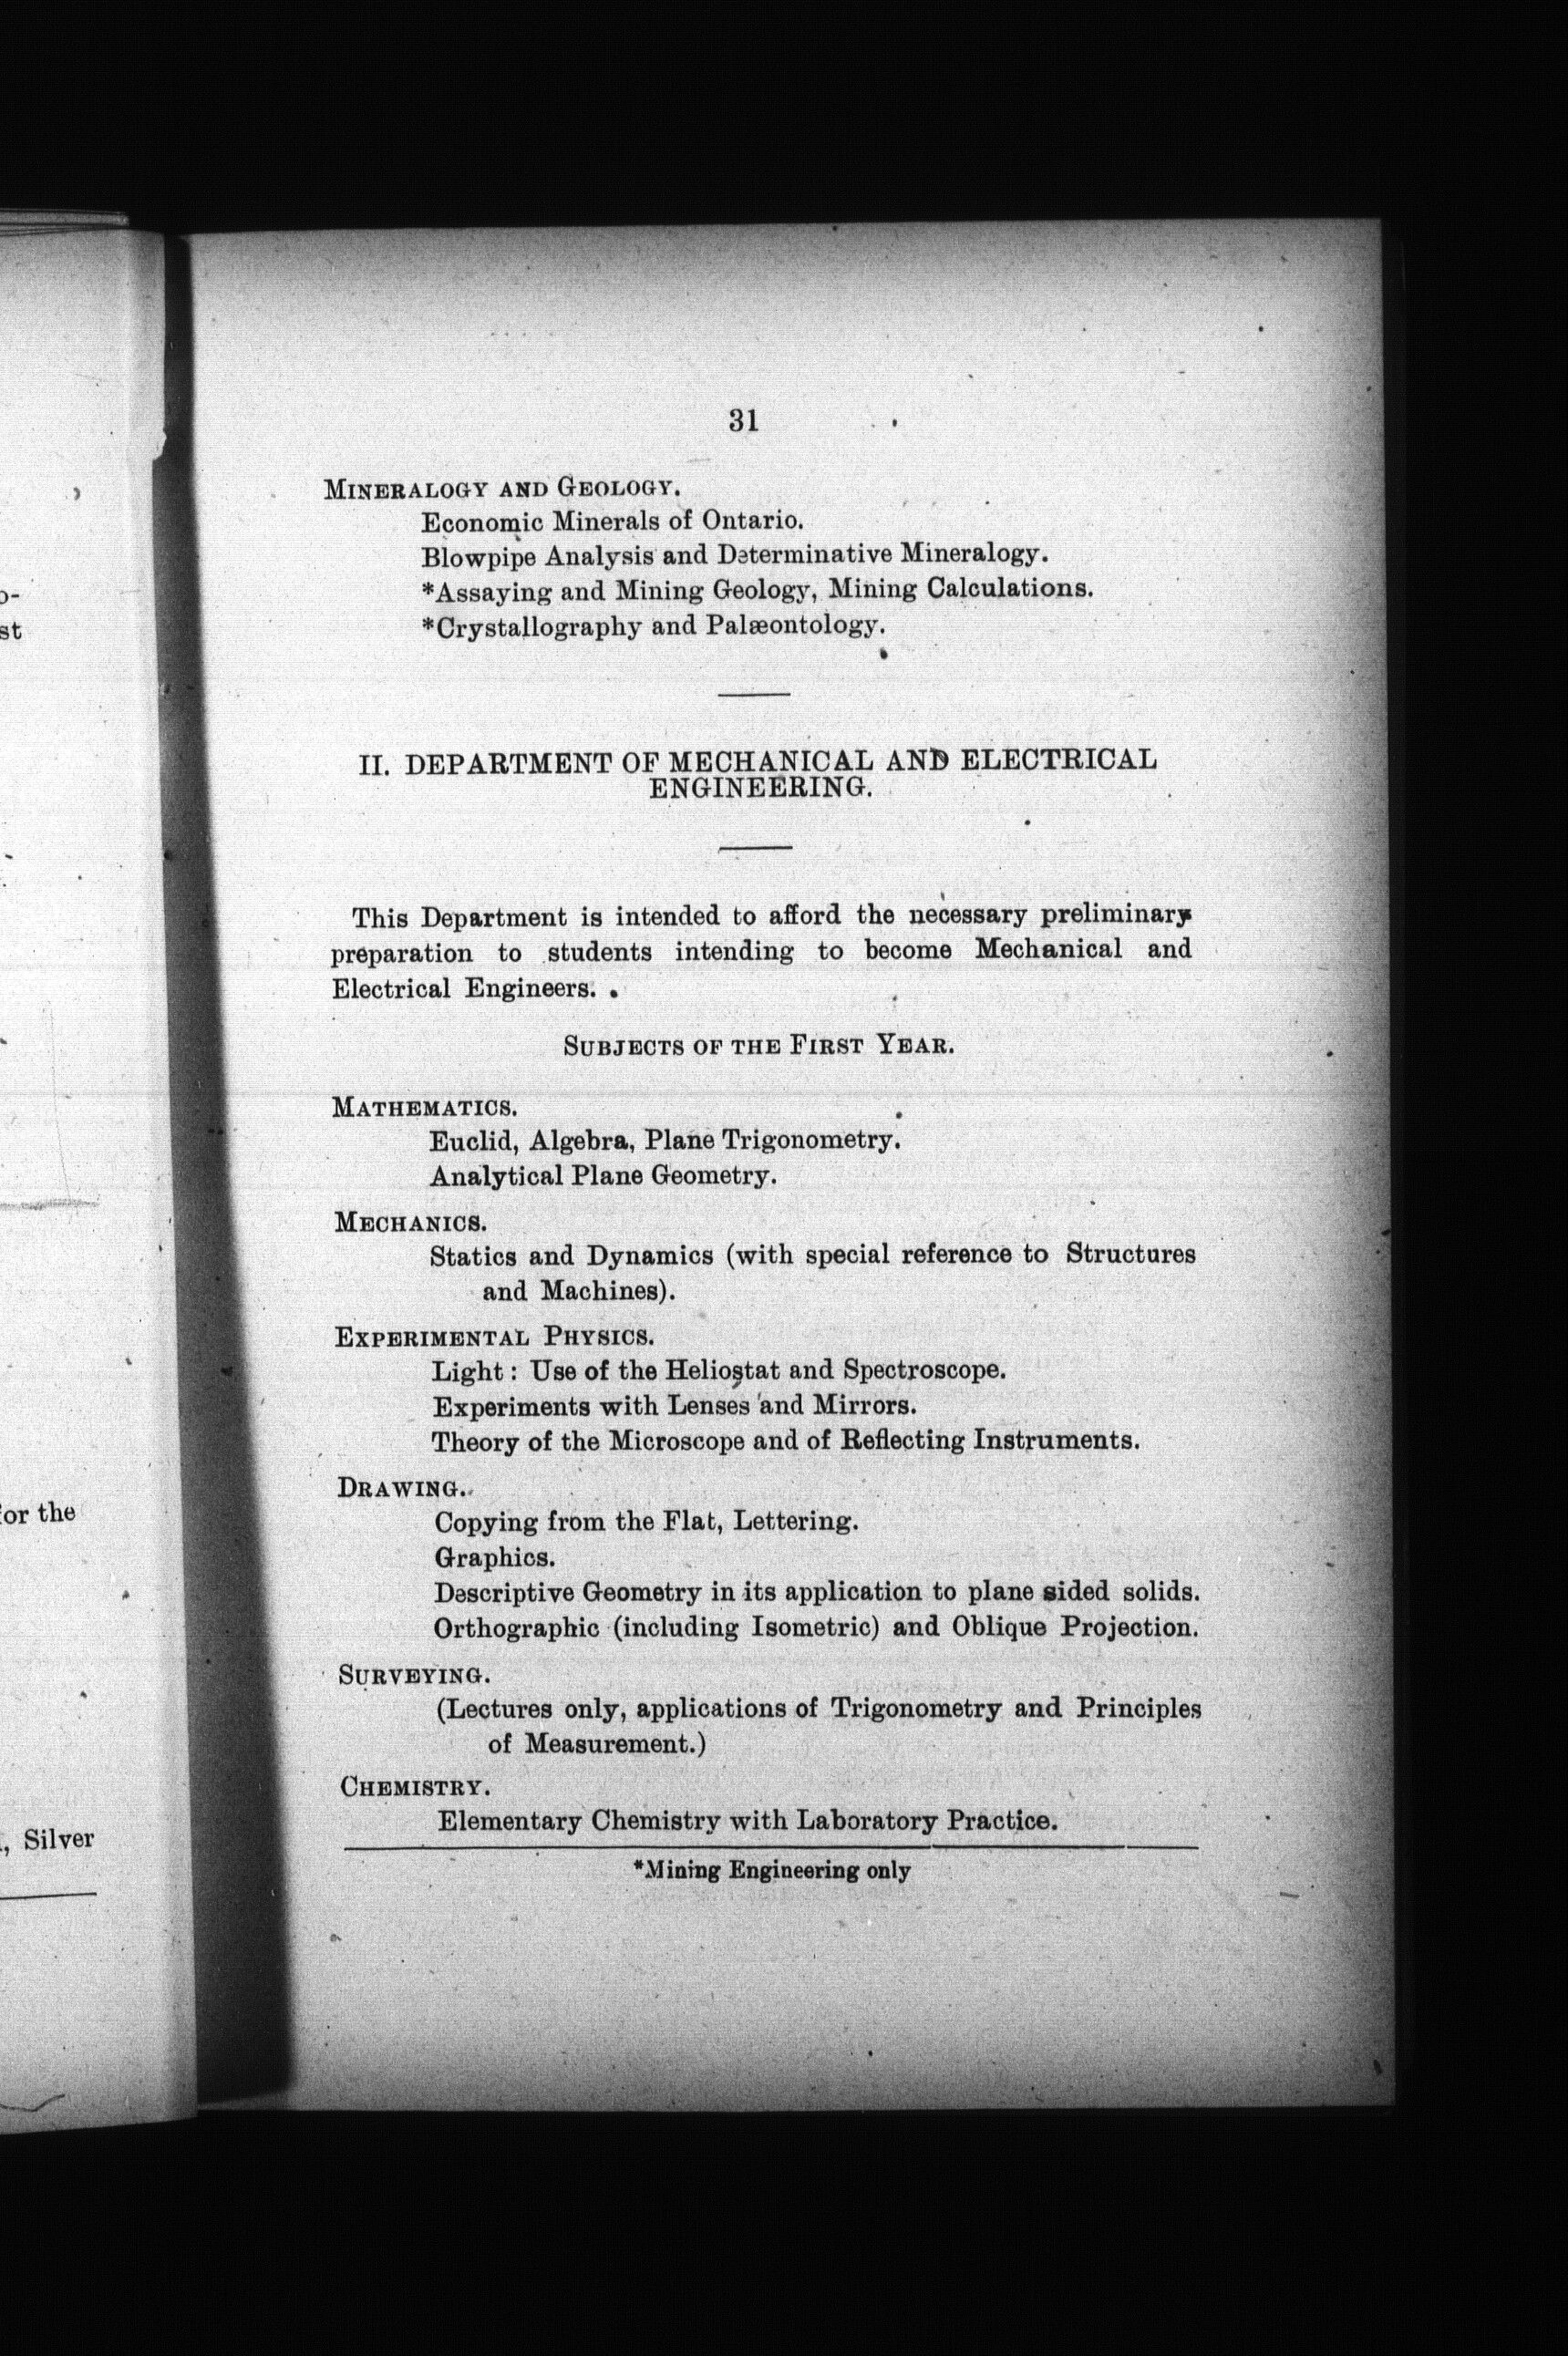 31
MINERALOGY AND GEOLOGY.
Economic Minerals of Ontario.
Blowpipe Analysis and Determinative Mineralogy.
*Assaying and Mining Geology, Mining Calculations.
*Crystallography and Palæontology.
II. DEPARTMENT OF MECHANICAL AND ELECTRICAL
ENGINEERING.
This Department is intended to afford the necessary preliminary
preparation to students intending to become Mechanical and
Electrical Engineers.
SUBJECTS OF THE FIRST YEAR.
MATHEMATICS.
Euclid, Algebra, Plane Trigonometry.
Analytical Plane Geometry.
MECHANICS.
Statics and Dynamics (with special reference to Structures
and Machines).
EXPERIMENTAL PHYSICS.
Light : Use of the Heliostat and Spectroscope.
Experiments with Lenses and Mirrors.
Theory of the Microscope and of Reflecting Instruments.
DRAWING.
Copying from the Flat, Lettering.
Graphics.
Descriptive Geometry in its application to plane sided solids.
Orthographic (including Isometric) and Oblique Projection.
SURVEYING.
(Lectures only, applications of Trigonometry and Principles
of Measurement.)
CHEMISTRY.
Elementary Chemistry with Laboratory Practice.
*Mining Engineering only
st
the
, Silver